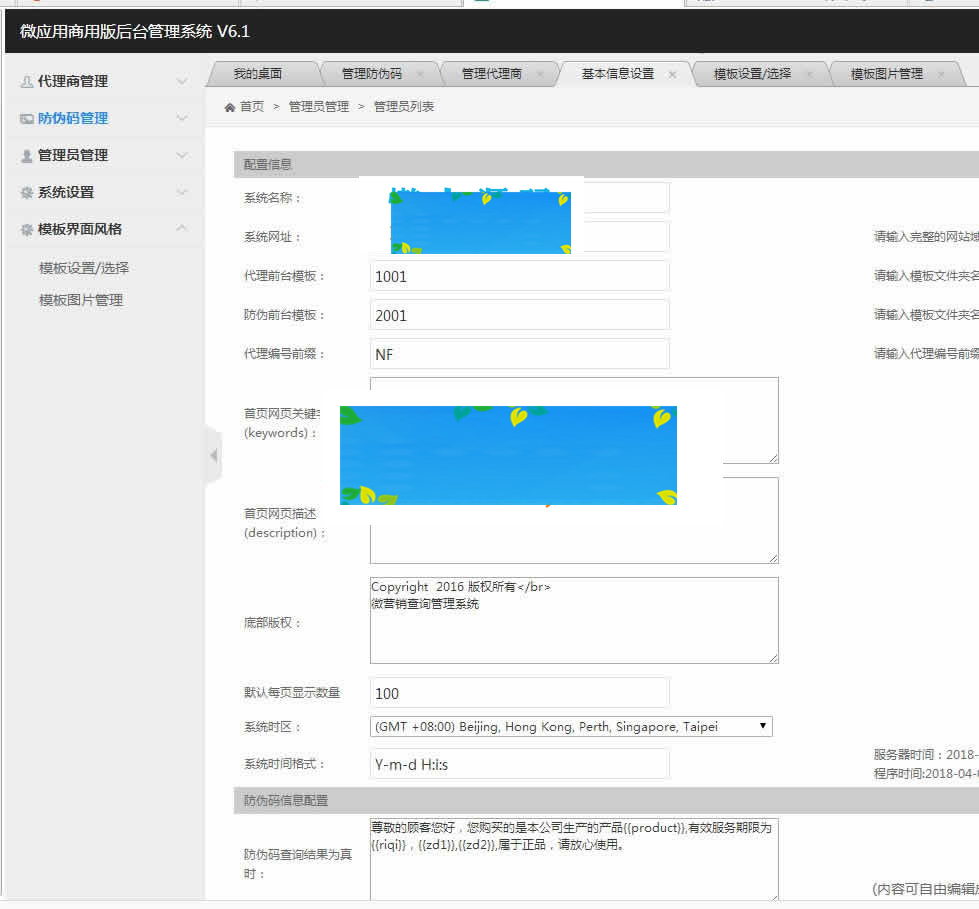 微应用商用版后台管理系统 V6.1
代理商管理
防伪码管理
管理员管理
系统设置
模板界面风格
模板设置/选择
模板图片管理
我的桌面
管理防伪码
管理代理商
基本信息设置
模板设置/选择
模板图片管理
首页 > 管理员管理 > 管理员列表
配置信息
系统名称：
系统网址：
请输入完整的网站域
代理前台模板：
1001
请输入模板文件夹名
防伪前台模板：
2001
请输入模板文件夹名
代理编号前缀：
NF
请输入代理编号前缀
首页网页关键
(keywords)：
首页网页描述
(description)：
底部版权：
Copyright 2016 版权所有</br>
微营销查询管理系统
默认每页显示数量
100
系统时区：
(GMT +08:00) Beijing, Hong Kong, Perth, Singapore, Taipei
系统时间格式：
Y-m-d H:i:s
服务器时间：2018-
程序时间:2018-04-
防伪码信息配置
防伪码查询结果为真
时：
尊敬的顾客您好，您购买的是本公司生产的产品{{product}},有效服务期限为
{{riqi}}，{{zd1}},{{zd2}},属于正品，请放心使用。
(内容可自由编辑